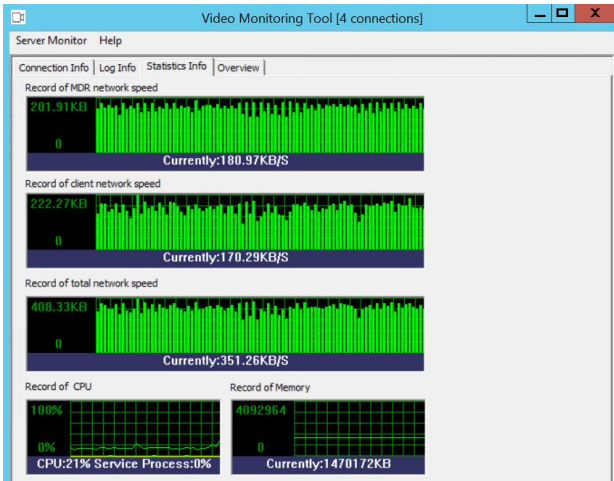 Video Monitoring Tool [4 connections]
Server Monitor Help
Connection Info Log Info Statistics Info Overview
Record of MDR network speed
201.91KB
0
Currently:180.97KB/S
Record of client network speed
222.27KB
0
Currently:170.29KB/S
Record of total network speed
408.33KB
0
Currently:351.26KB/S
Record of CPU Record of Memory
100% 4092964
0% 0
CPU:21% Service Process:0% Currently:1470172KB